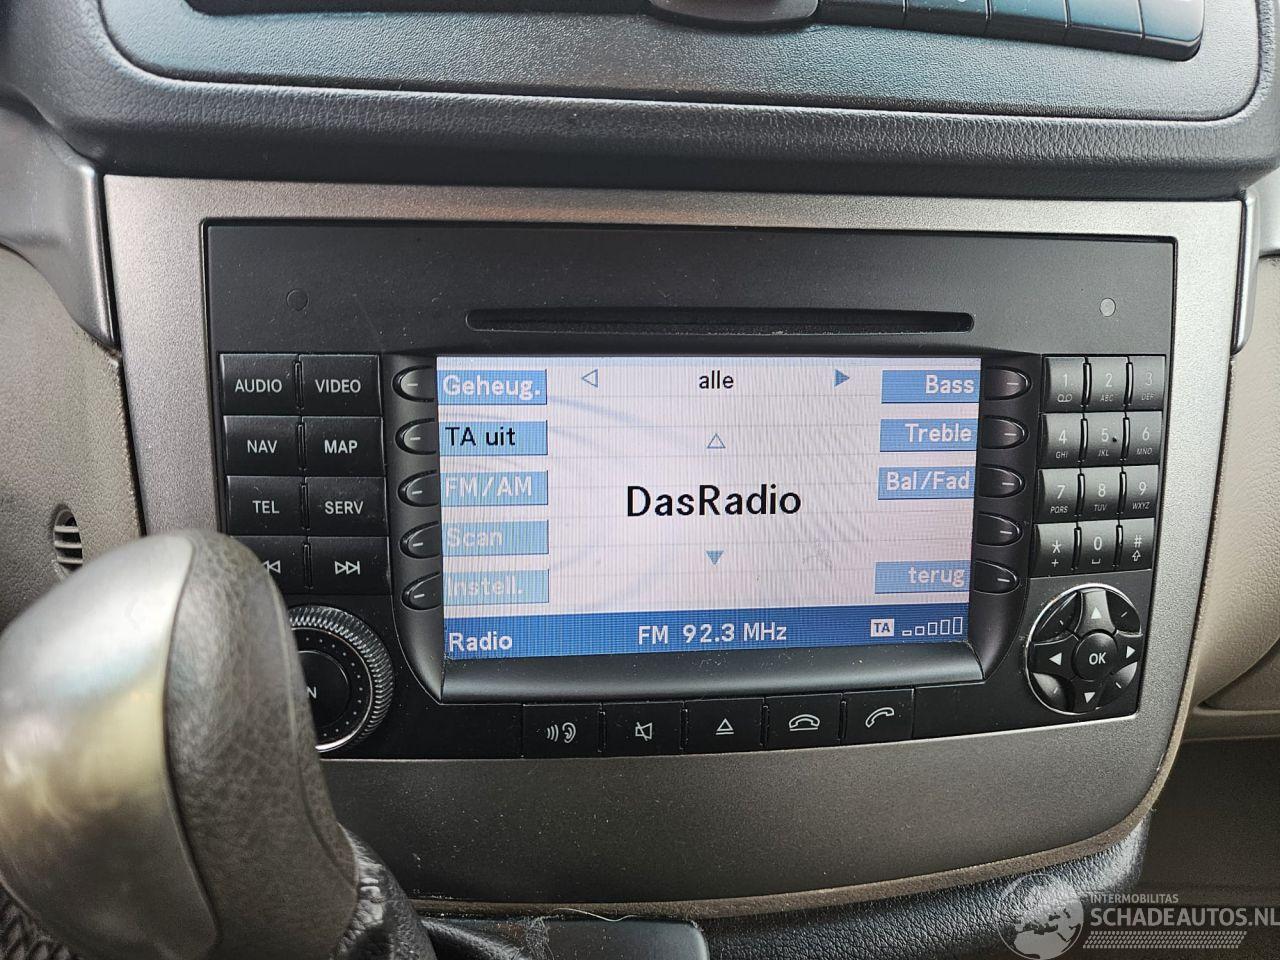 AUDIO VIDEO
NAV MAP
TEL SERV
Geheug. alle Bass
TA uit Treble
FM/AM Bal/Fad
DasRadio
Scan
Instell. terug
Radio FM 92.3 MHz TA
1 2 ABC 3 DEF
4 GHI 5 JKL 6 MNO
7 PQRS 8 TUV 9 WXYZ
* + 0 #
OK
N
INTERMOBILITAS
SCHADEAUTOS.NL